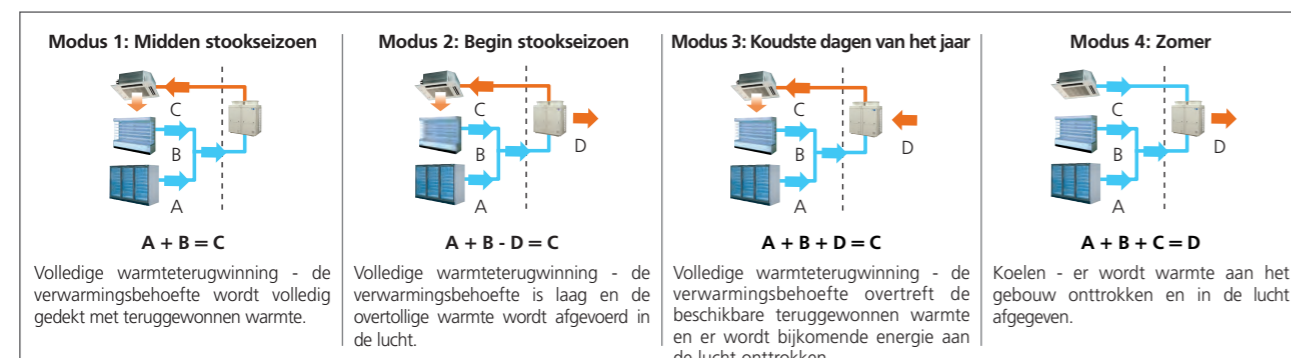 Modus 1: Midden stookseizoen
C
B
A
A + B = C
Volledige warmteterugwinning - de
verwarmingsbehoefte wordt volledig
gedekt met teruggewonnen warmte.
Modus 2: Begin stookseizoen
C
D
B
A
A + B - D = C
Volledige warmteterugwinning - de
verwarmingsbehoefte is laag en de
overtollige warmte wordt afgevoerd in
de lucht.
Modus 3: Koudste dagen van het jaar
C
D
B
A
A + B + D = C
Volledige warmteterugwinning - de
verwarmingsbehoefte overtreft de
beschikbare teruggewonnen warmte
en er wordt bijkomende energie aan
de lucht onttrokken
Modus 4: Zomer
C
D
B
A
A + B + C = D
Koelen - er wordt warmte aan het
gebouw onttrokken en in de lucht
afgegeven.